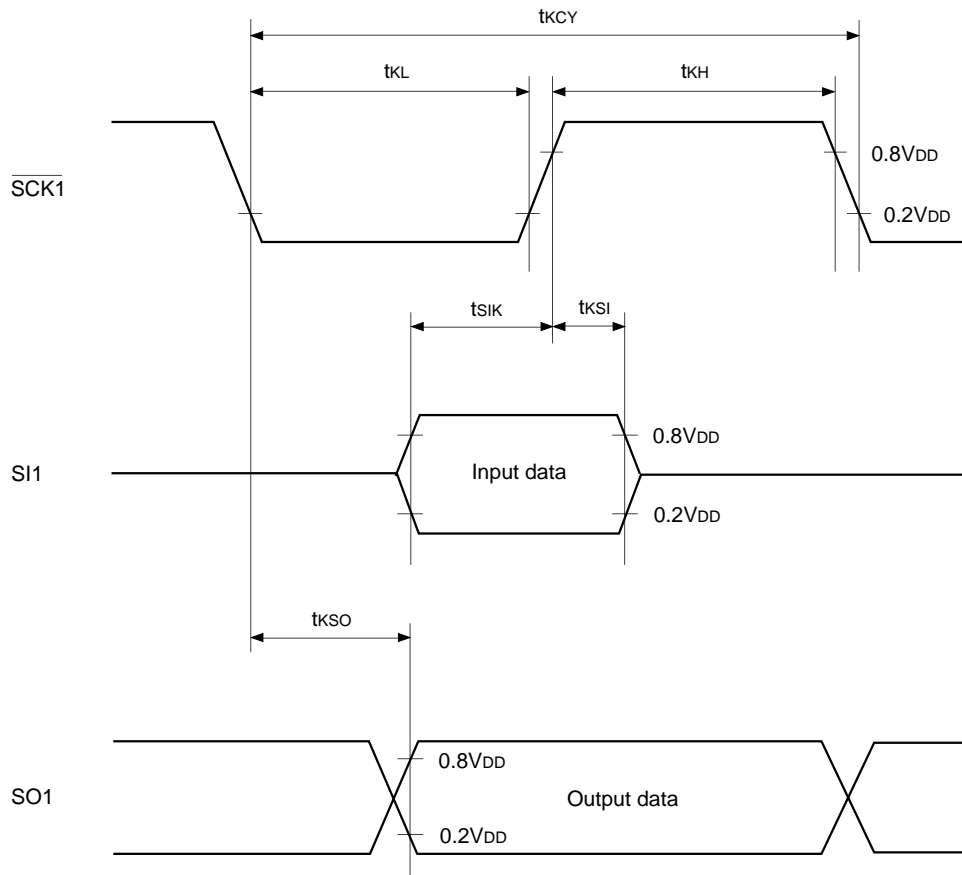 tKCY
tKL
tKH
SCK1
0.8VDD
0.2VDD
tSIK
tKSI
SI1
Input data
0.8VDD
0.2VDD
tKSO
SO1
0.8VDD
Output data
0.2VDD